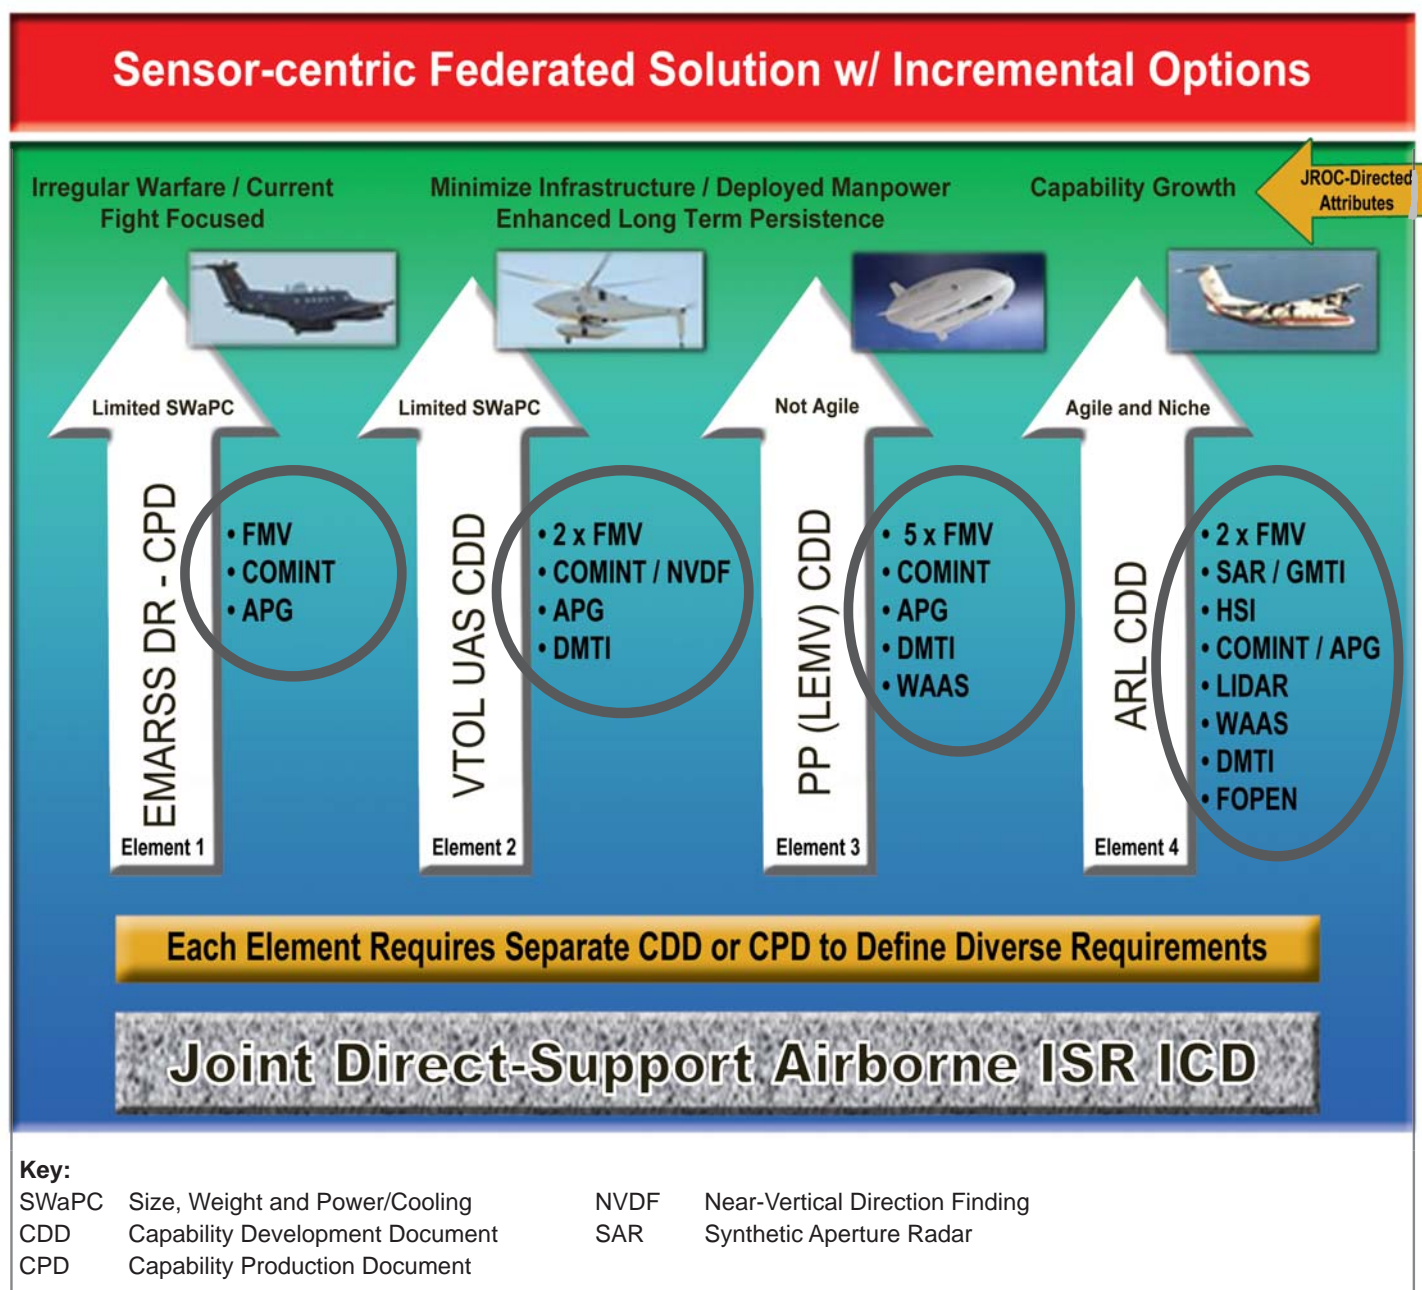 Sensor-centric Federated Solution w/ Incremental Options
Irregular Warfare / Current
Fight Focused
Minimize Infrastructure / Deployed Manpower
Enhanced Long Term Persistence
Capability Growth
JROC-Directed
Attributes
Limited SWaPC
EMARSS DR - CPD
Element 1
• FMV
• COMINT
• APG
Limited SWaPC
VTOL UAS CDD
Element 2
• 2 x FMV
• COMINT / NVDF
• APG
• DMTI
Not Agile
PP (LEMV) CDD
Element 3
• 5 x FMV
• COMINT
• APG
• DMTI
• WAAS
Agile and Niche
ARL CDD
Element 4
• 2 x FMV
• SAR / GMTI
• HSI
• COMINT / APG
• LIDAR
• WAAS
• DMTI
• FOPEN
Each Element Requires Separate CDD or CPD to Define Diverse Requirements
Joint Direct-Support Airborne ISR ICD
Key:
SWaPC Size, Weight and Power/Cooling
CDD Capability Development Document
CPD Capability Production Document
NVDF Near-Vertical Direction Finding
SAR Synthetic Aperture Radar